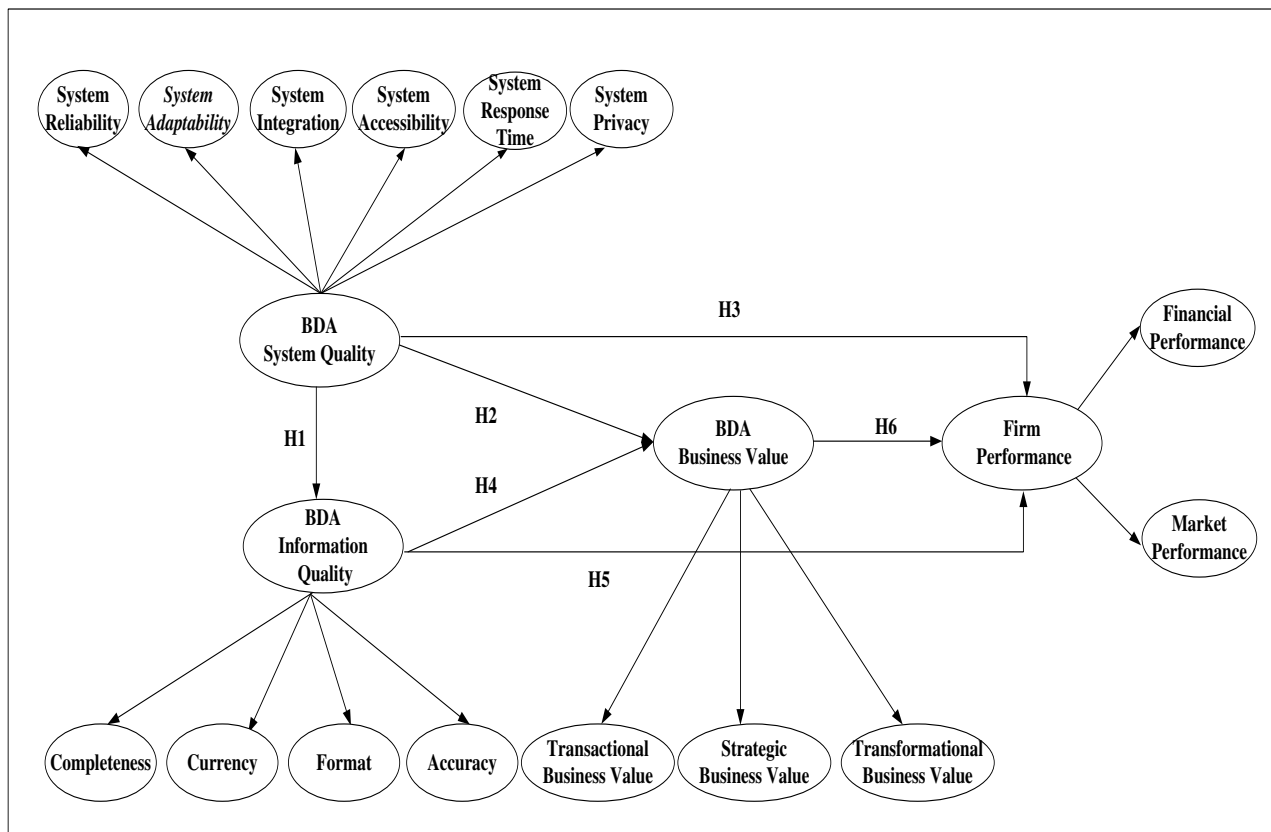 System
Reliability
System
Adaptability
System
Integration
System
Accessibility
System
Response
Time
System
Privacy
BDA
System Quality
H3
Financial
Performance
H1
H2
BDA
Business Value
H6
Firm
Performance
H4
BDA
Information
Quality
H5
Market
Performance
Completeness
Currency
Format
Accuracy
Transactional
Business Value
Strategic
Business Value
Transformational
Business Value